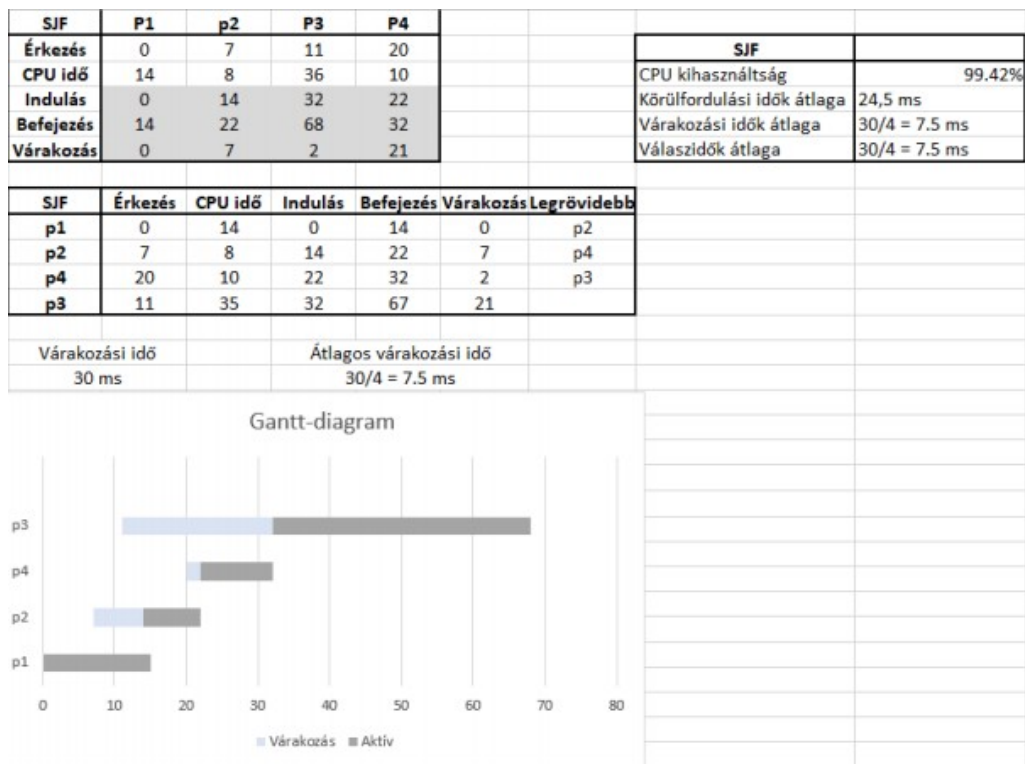 SJF P1 p2 P3 P4
Érkezés 0 7 11 20
CPU idő 14 8 36 10
Indulás 0 14 32 22
Befejezés 14 22 68 32
Várakozás 0 7 2 21
SJF
CPU kihasználtság 99.42%
Körülfordulási idők átlaga 24,5 ms
Várakozási idők átlaga 30/4 = 7.5 ms
Válaszidők átlaga 30/4 = 7.5 ms
SJF Érkezés CPU idő Indulás Befejezés Várakozás Legrövidebb
p1 0 14 0 14 0 p2
p2 7 8 14 22 7 p4
p4 20 10 22 32 2 p3
p3 11 35 32 67 21
Várakozási idő Átlagos várakozási idő
30 ms 30/4 = 7.5 ms
Gantt-diagram
p3
p4
p2
p1
0 10 20 30 40 50 60 70 80
Várakozás Aktív